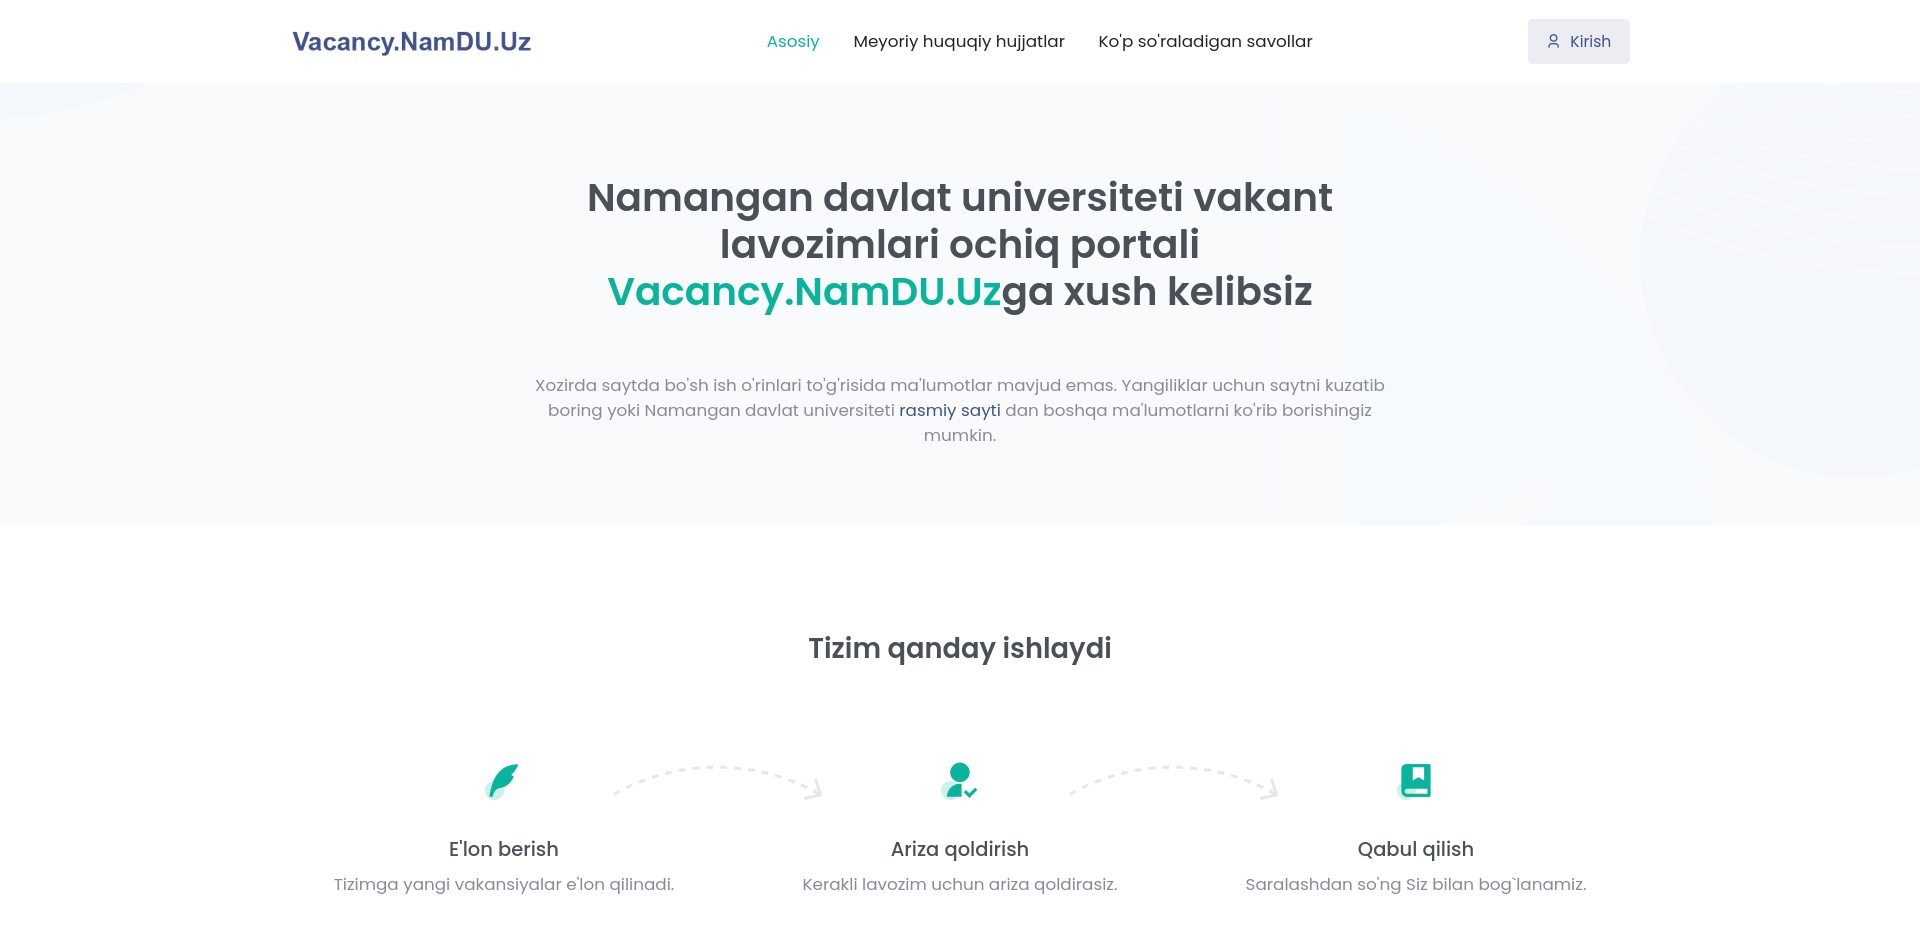 Vacancy.NamDU.Uz
Asosiy
Meyoriy huquqiy hujjatlar
Ko'p so'raladigan savollar
Kirish
Namangan davlat universiteti vakant
lavozimlari ochiq portali
Vacancy.NamDU.Uzga xush kelibsiz
Xozirda saytda bo'sh ish o'rinlari to'g'risida ma'lumotlar mavjud emas. Yangiliklar uchun saytni kuzatib
boring yoki Namangan davlat universiteti rasmiy sayti dan boshqa ma'lumotlarni ko'rib borishingiz
mumkin.
Tizim qanday ishlaydi
E'lon berish
Tizimga yangi vakansiyalar e'lon qilinadi.
Ariza qoldirish
Kerakli lavozim uchun ariza qoldirasiz.
Qabul qilish
Saralashdan so'ng Siz bilan bog`lanamiz.